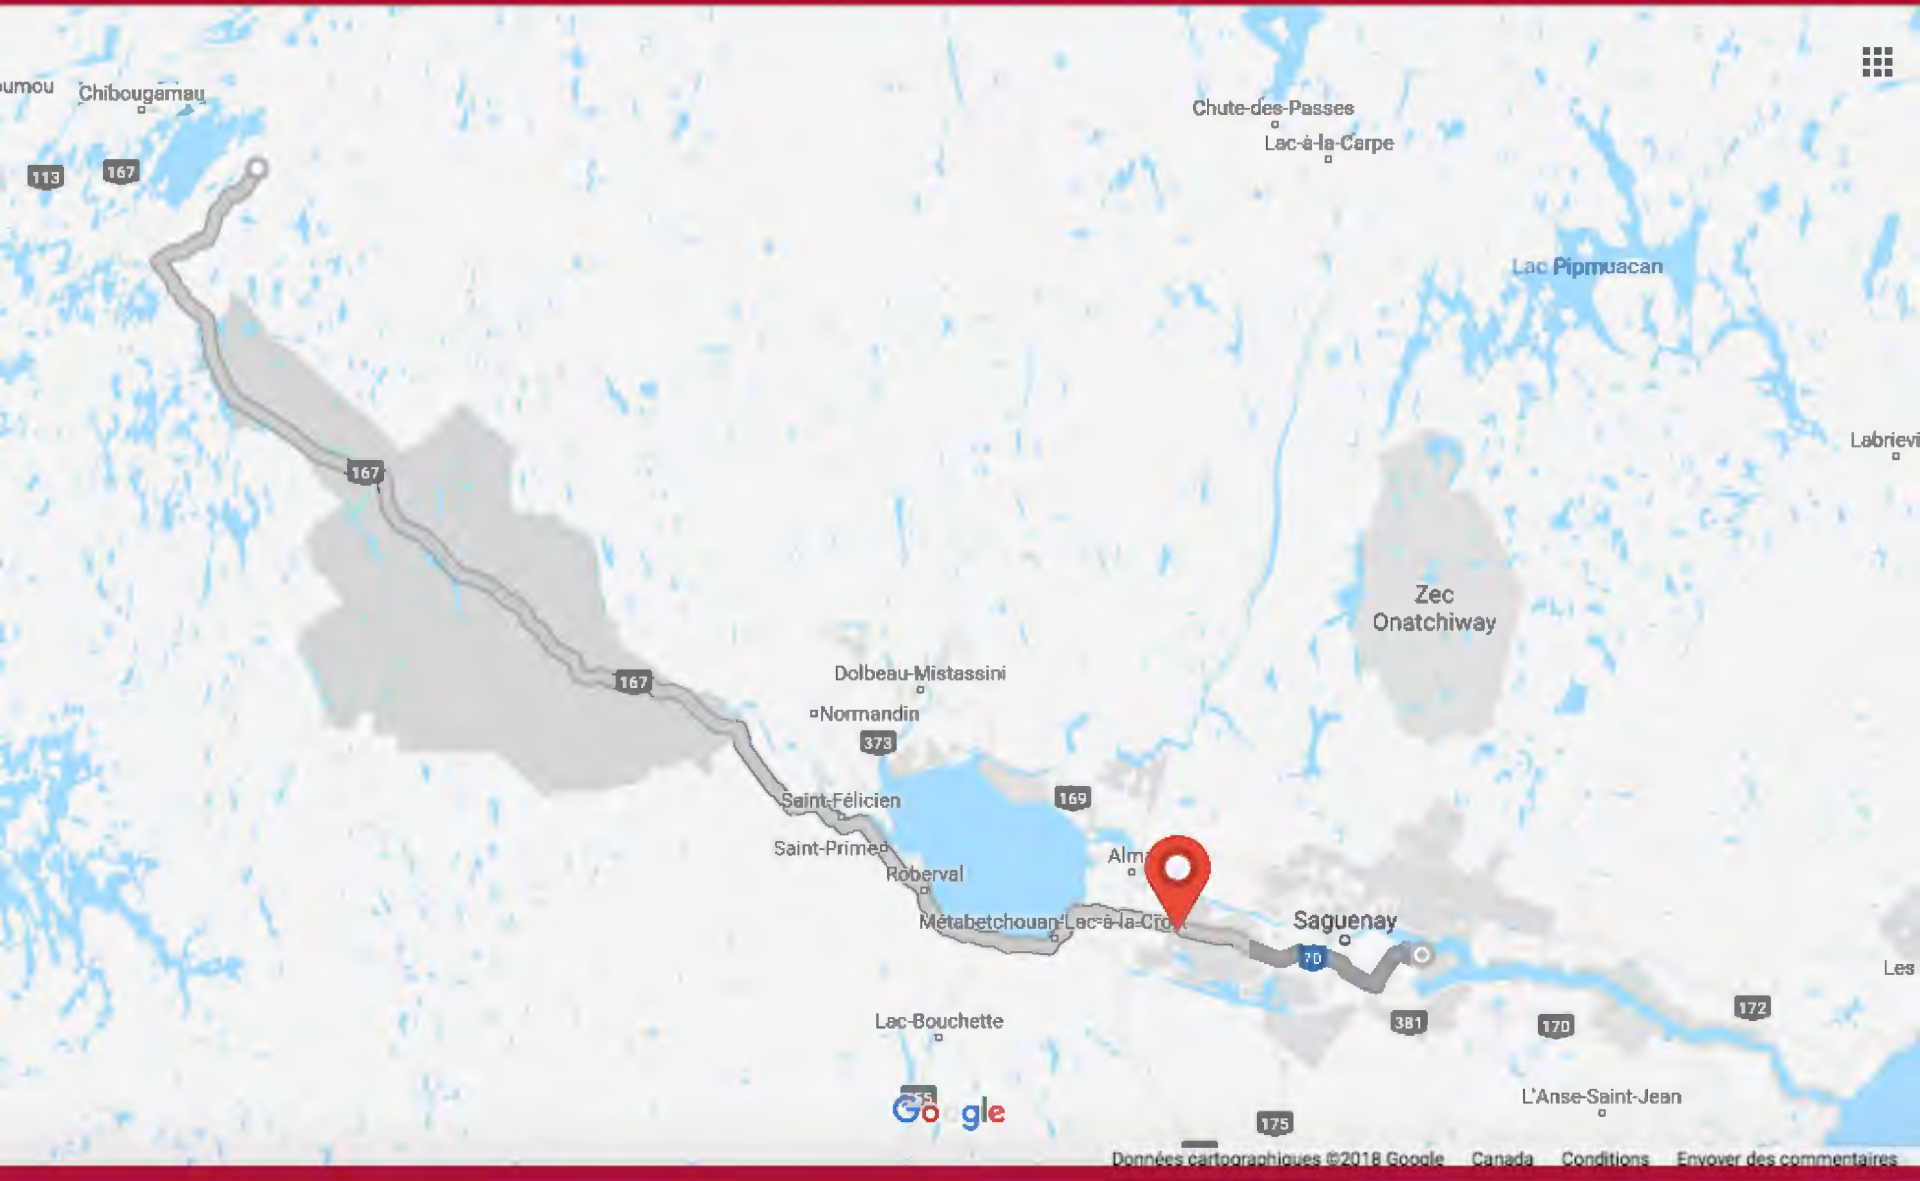 Chibougamau
Chute-des-Passes
Lac-à-la-Carpe
113
167
Lac Pipmuacan
167
Zec
Onatchiway
167
Dolbeau-Mistassini
Normandin
373
169
Saint-Félicien
Saint-Prime
Roberval
Métabetchouan-Lac-à-la-Croix
Saguenay
70
Les
172
381
170
Lac-Bouchette
L'Anse-Saint-Jean
Google
175
Données cartographiques ©2018 Google Canada Conditions Envoyer des commentaires